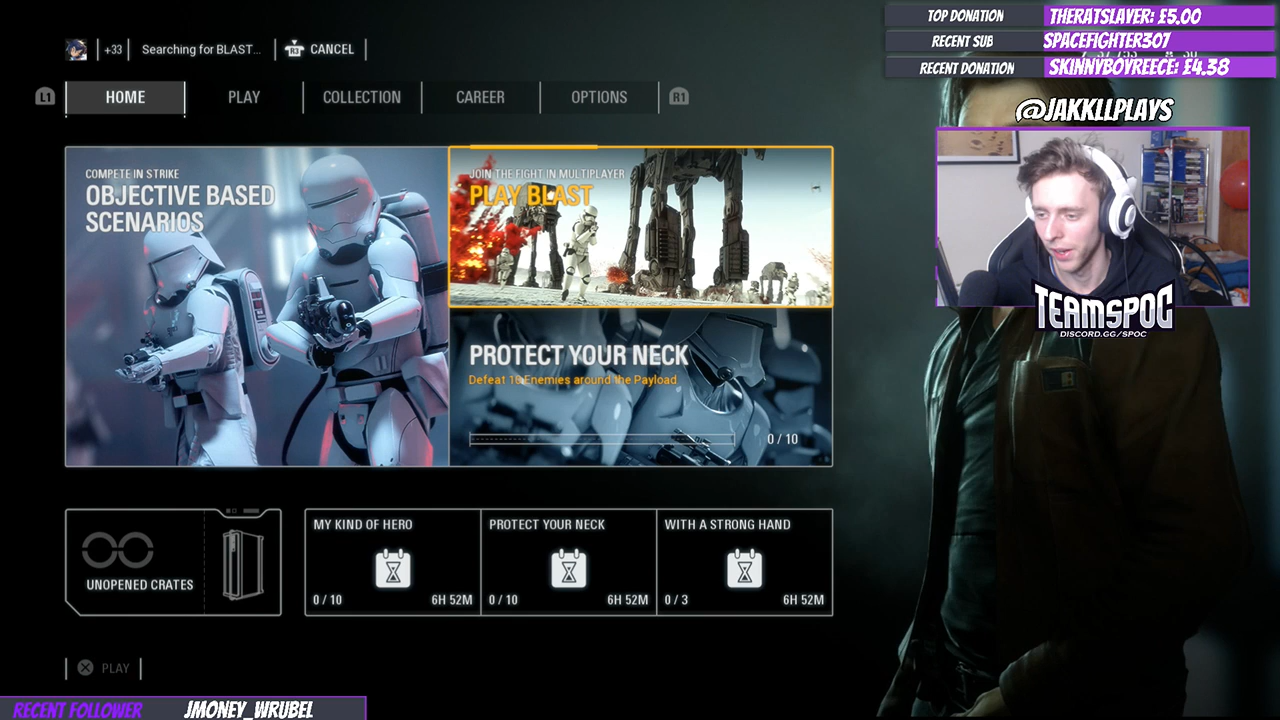 TOP DONATION
THERATSLAYER: £5.00
RECENT SUB
SPACEFIGHTER307
RECENT DONATION
SKINNYBOYREECE: £4.38
+33
Searching for BLAST...
R3
CANCEL
L1
HOME
PLAY
COLLECTION
CAREER
OPTIONS
R1
@JAKKLLPLAYS
COMPETE IN STRIKE
OBJECTIVE BASED
SCENARIOS
JOIN THE FIGHT IN MULTIPLAYER
PLAY BLAST
TEAMSPOG
DISCORD.GG/SPOC
PROTECT YOUR NECK
Defeat 10 Enemies around the Payload
0 / 10
UNOPENED CRATES
MY KIND OF HERO
0 / 10
6H 52M
PROTECT YOUR NECK
0 / 10
6H 52M
WITH A STRONG HAND
0 / 3
6H 52M
PLAY
RECENT FOLLOWER
JMONEY_WRUBEL